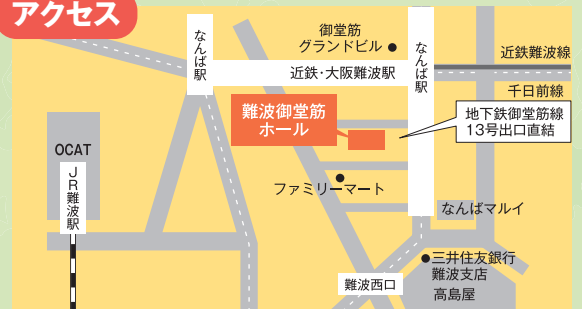 アクセス
なんば駅
御堂筋
グランドビル
なんば駅
近鉄難波線
近鉄・大阪難波駅
千日前線
難波御堂筋
ホール
地下鉄御堂筋線
13号出口直結
OCAT
JR難波駅
ファミリーマート
なんばマルイ
三井住友銀行
難波支店
難波西口
高島屋